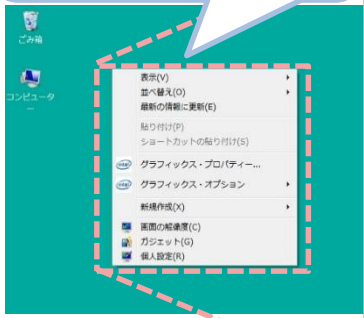 ごみ箱
コンピューター
表示(V)
並べ替え(O)
最新の情報に更新(E)
貼り付け(P)
ショートカットの貼り付け(S)
グラフィックス・プロパティー...
グラフィックス・オプション
新規作成(X)
画面の解像度(C)
ガジェット(G)
個人設定(R)